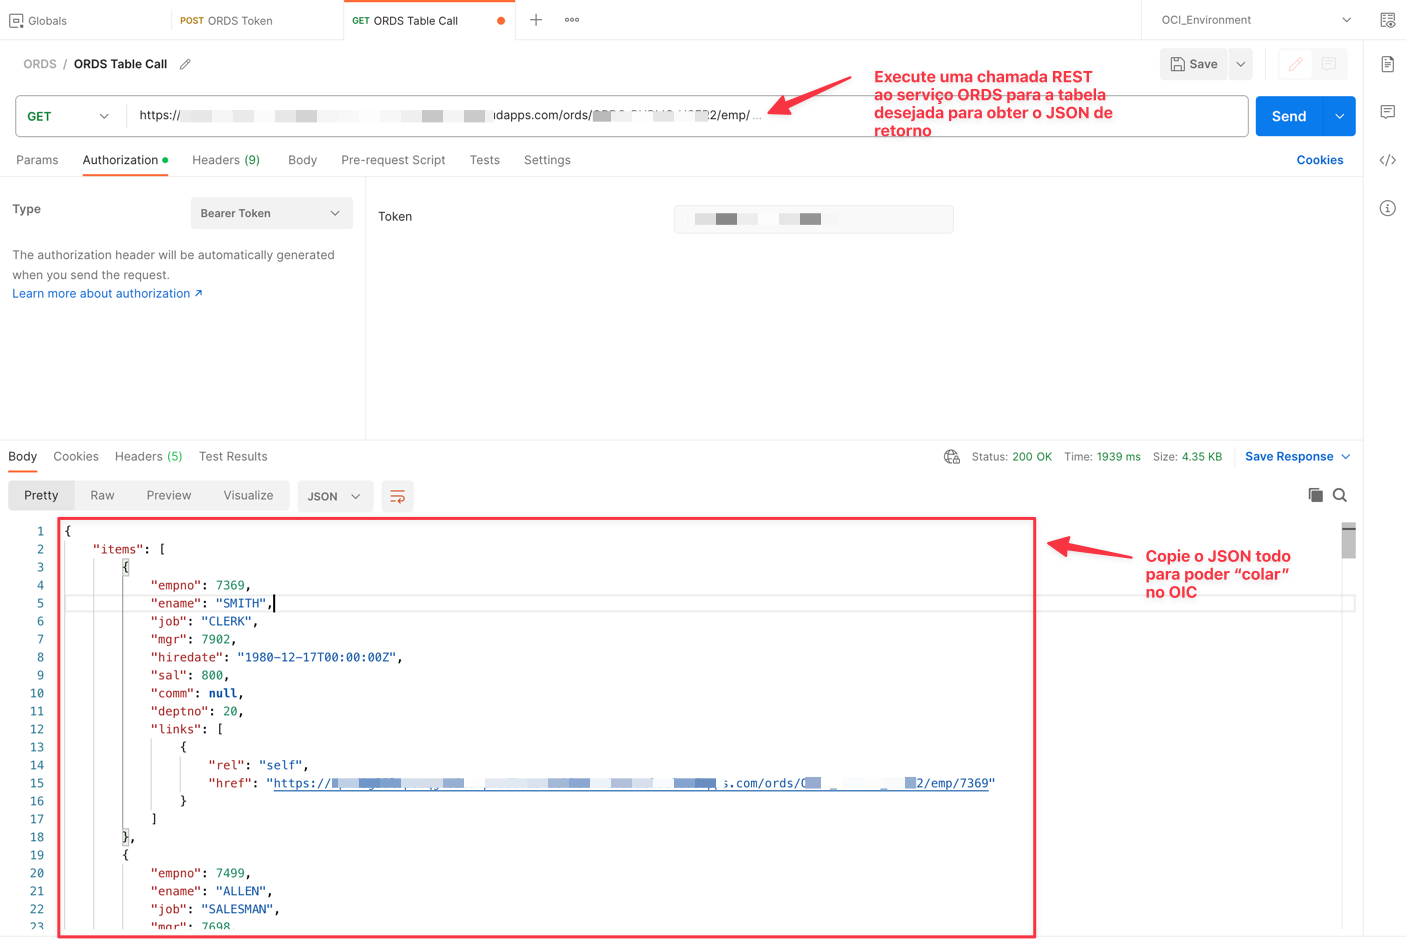 Globals
POST ORDS Token
GET ORDS Table Call
OCI_Environment
ORDS / ORDS Table Call
Save
Execute uma chamada REST
ao serviço ORDS para a tabela
desejada para obter o JSON de
retorno
GET
https://
udapps.com/ords/
2/emp/ ...
Send
Params
Authorization
Headers (9)
Body
Pre-request Script
Tests
Settings
Cookies
Type
Bearer Token
Token
The authorization header will be automatically generated
when you send the request.
Learn more about authorization ↗
Body
Cookies
Headers (5)
Test Results
Status: 200 OK
Time: 1939 ms
Size: 4.35 KB
Save Response
Pretty
Raw
Preview
Visualize
JSON
Copie o JSON todo
para poder “colar”
no OIC
1 {
2 "items": [
3 {
4 "empno": 7369,
5 "ename": "SMITH",
6 "job": "CLERK",
7 "mgr": 7902,
8 "hiredate": "1980-12-17T00:00:00Z",
9 "sal": 800,
10 "comm": null,
11 "deptno": 20,
12 "links": [
13 {
14 "rel": "self",
15 "href": "https:// s.com/ords/ 2/emp/7369"
16 }
17 ]
18 },
19 {
20 "empno": 7499,
21 "ename": "ALLEN",
22 "job": "SALESMAN",
23 "mgr": 7698,